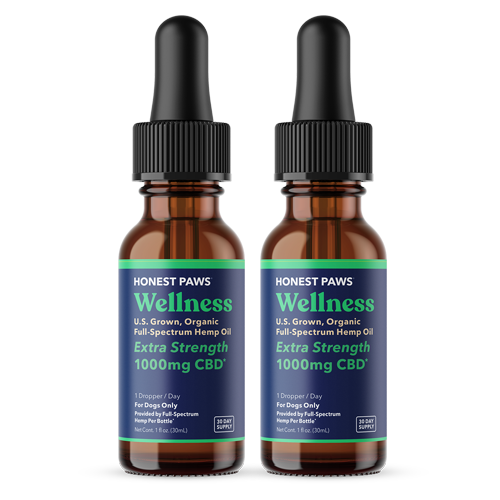 HONEST PAWS
Wellness
U.S. Grown, Organic
Full-Spectrum Hemp Oil
Extra Strength
1000mg CBD*
1 Dropper / Day
For Dogs Only
Provided by Full-Spectrum
Hemp Per Bottle*
Net Cont. 1 fl oz. (30mL)
30 DAY
SUPPLY
HONEST PAWS
Wellness
U.S. Grown, Organic
Full-Spectrum Hemp Oil
Extra Strength
1000mg CBD*
1 Dropper / Day
For Dogs Only
Provided by Full-Spectrum
Hemp Per Bottle*
Net Cont. 1 fl oz. (30mL)
30 DAY
SUPPLY